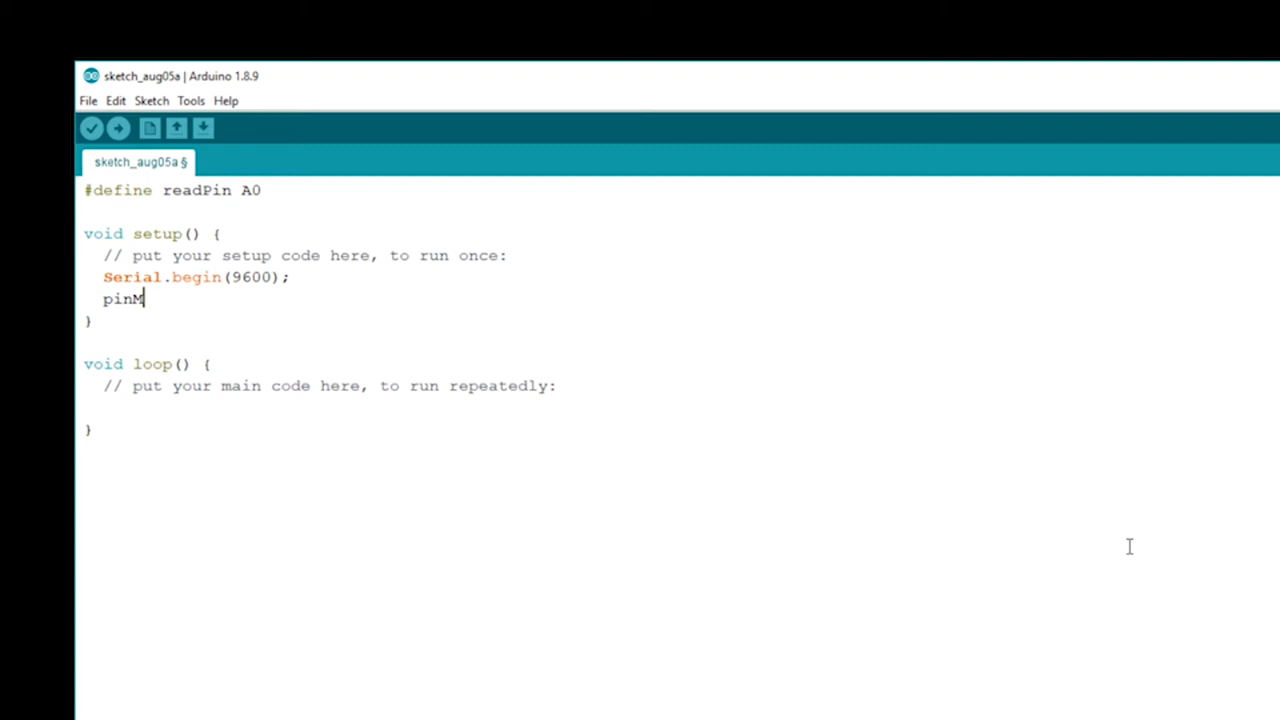 sketch_aug05a | Arduino 1.8.9
File Edit Sketch Tools Help
sketch_aug05a §
#define readPin A0
void setup() {
// put your setup code here, to run once:
Serial.begin(9600);
pinM
}
void loop() {
// put your main code here, to run repeatedly:
}